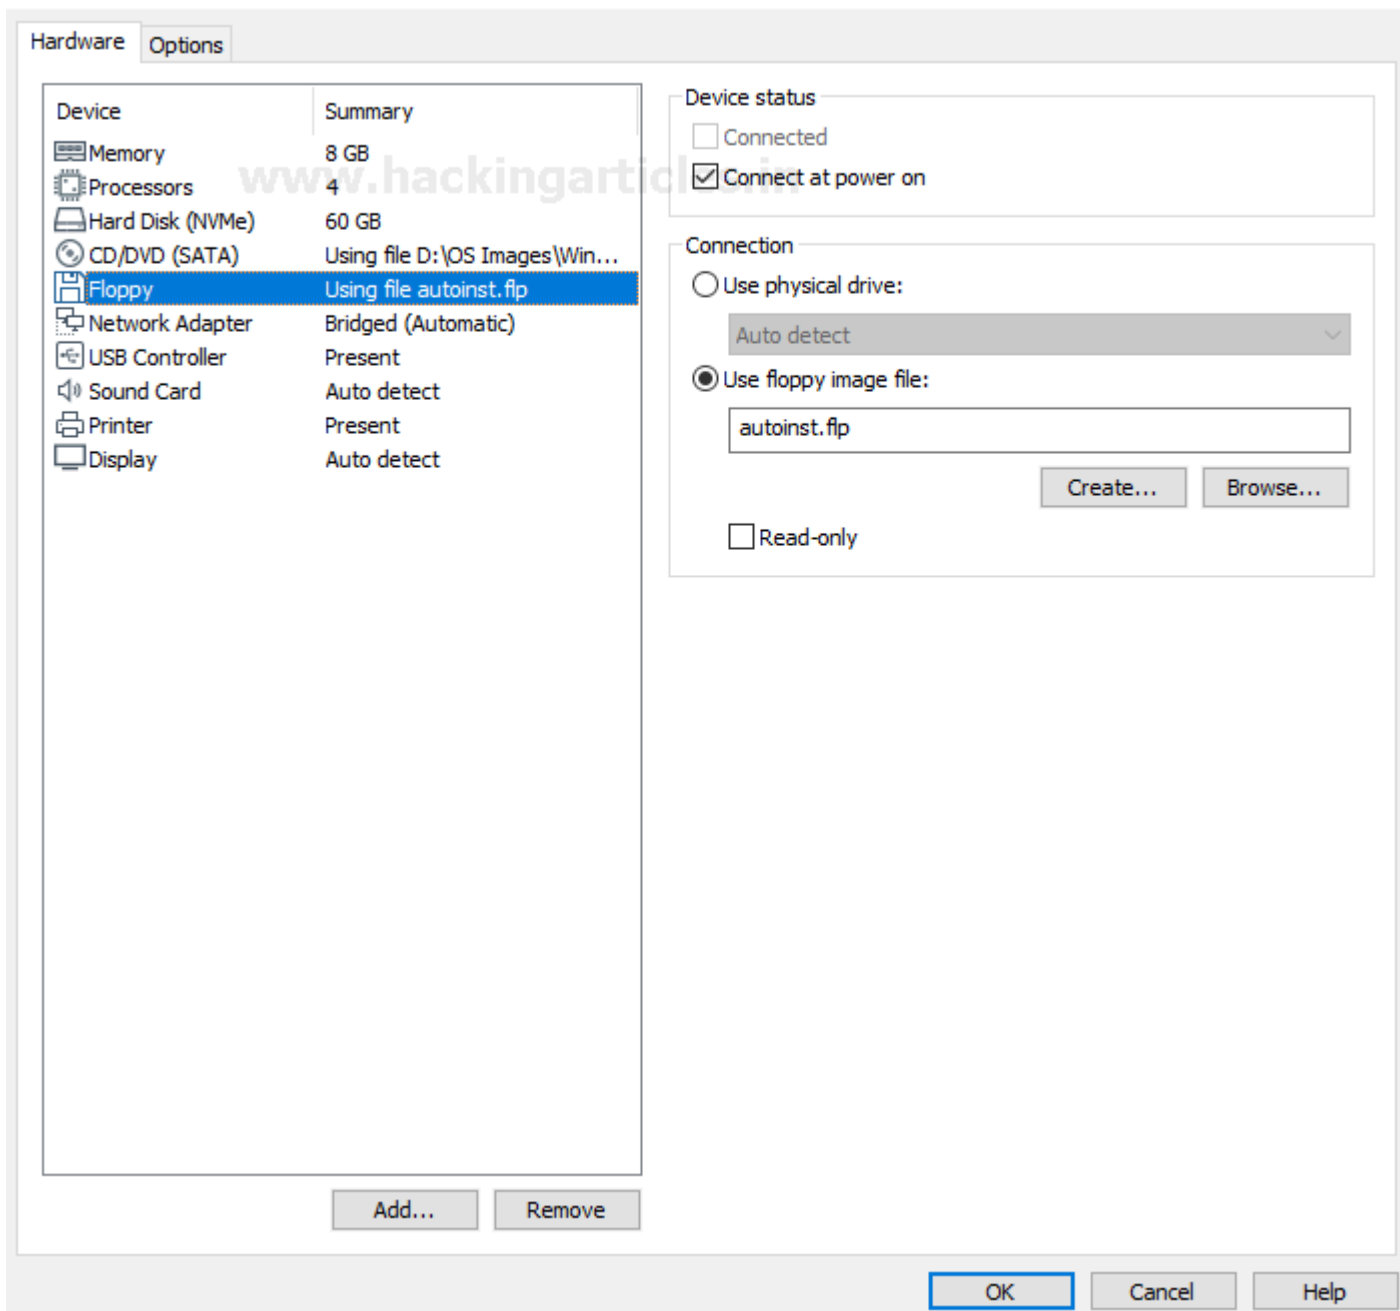 Hardware Options
Device Summary
Memory 8 GB
Processors 4
Hard Disk (NVMe) 60 GB
CD/DVD (SATA) Using file D:\OS Images\Win...
Floppy Using file autoinst.flp
Network Adapter Bridged (Automatic)
USB Controller Present
Sound Card Auto detect
Printer Present
Display Auto detect
Add... Remove
Device status
Connected
Connect at power on
Connection
Use physical drive:
Auto detect
Use floppy image file:
autoinst.flp
Create... Browse...
Read-only
OK Cancel Help
www.hackingarticles.in